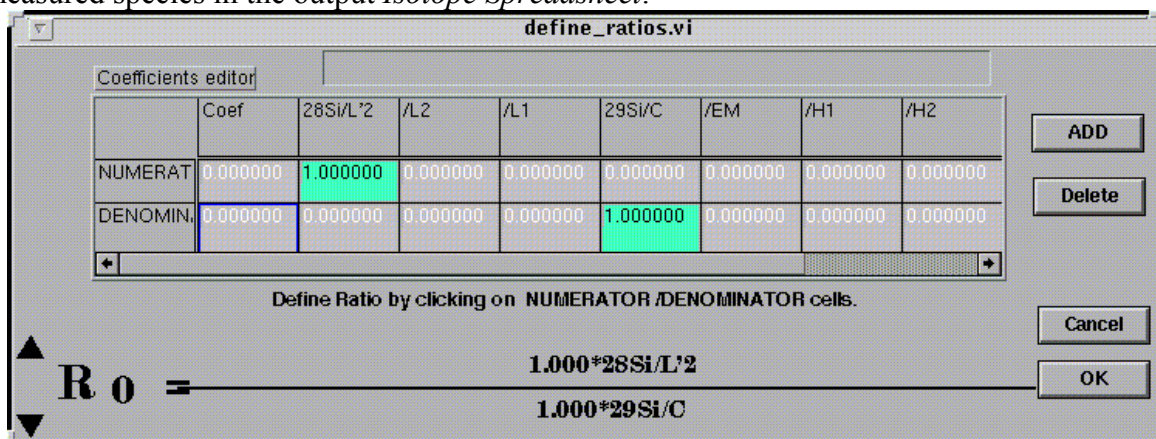 measured species in the output Isotope Spreadsheet.
define_ratios.vi
Coefficients editor
Coef 28Si/L'2 /L2 /L1 29Si/C /EM /H1 /H2
NUMERAT 0.000000 1.000000 0.000000 0.000000 0.000000 0.000000 0.000000 0.000000
DENOMIN 0.000000 0.000000 0.000000 0.000000 1.000000 0.000000 0.000000 0.000000
ADD
Delete
Define Ratio by clicking on NUMERATOR /DENOMINATOR cells.
Cancel
OK
1.000*28Si/L'2
R 0 =
1.000*29Si/C